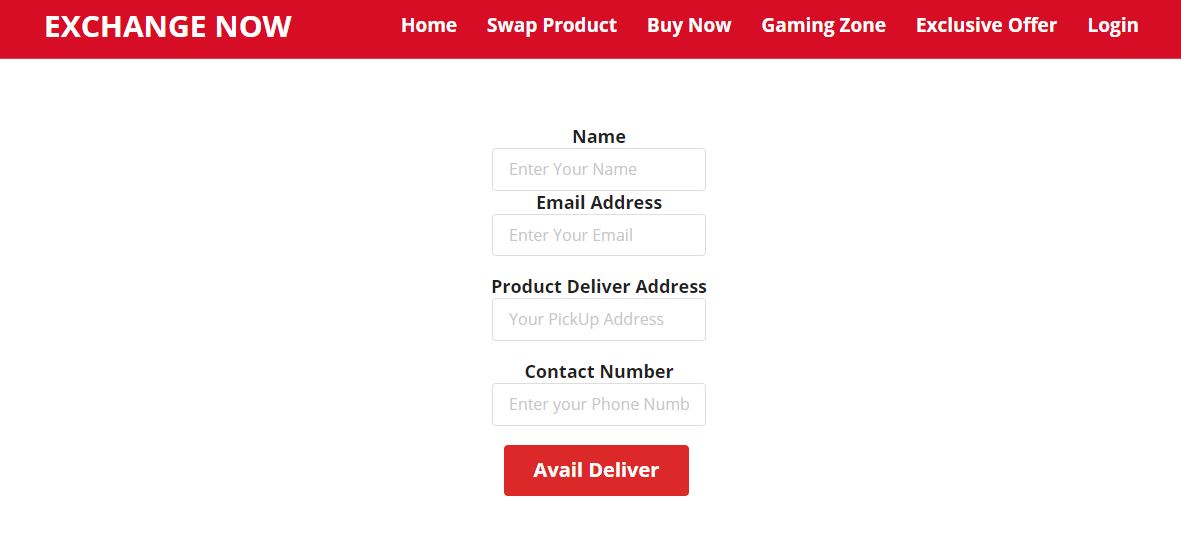 EXCHANGE NOW Home Swap Product Buy Now Gaming Zone Exclusive Offer Login
Name
Enter Your Name
Email Address
Enter Your Email
Product Deliver Address
Your PickUp Address
Contact Number
Enter your Phone Numb
Avail Deliver